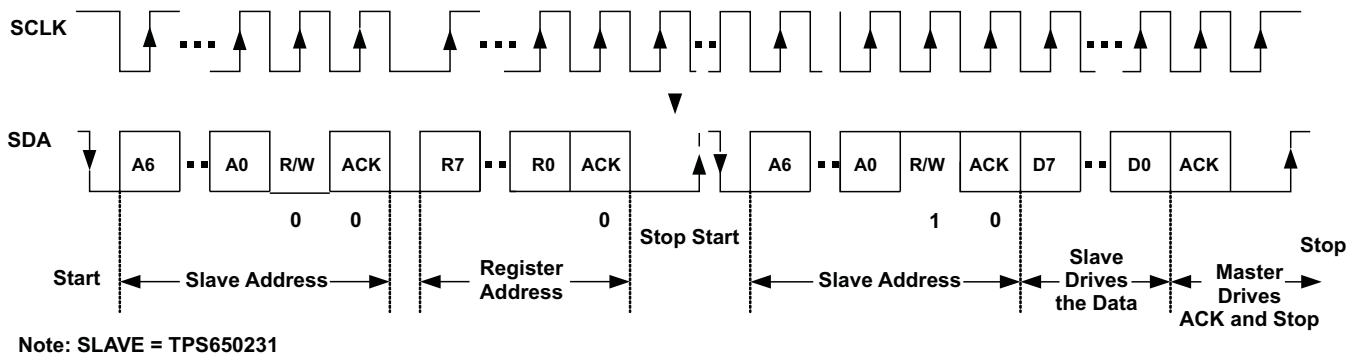 SCLK
SDA
A6 A0 R/W ACK R7 R0 ACK A6 A0 R/W ACK D7 D0 ACK
0 0 0 1 0
Stop Start
Start
Slave Address
Register
Address
Slave Address
Slave
Drives
the Data
Master
Drives
ACK and Stop
Stop
Note: SLAVE = TPS650231